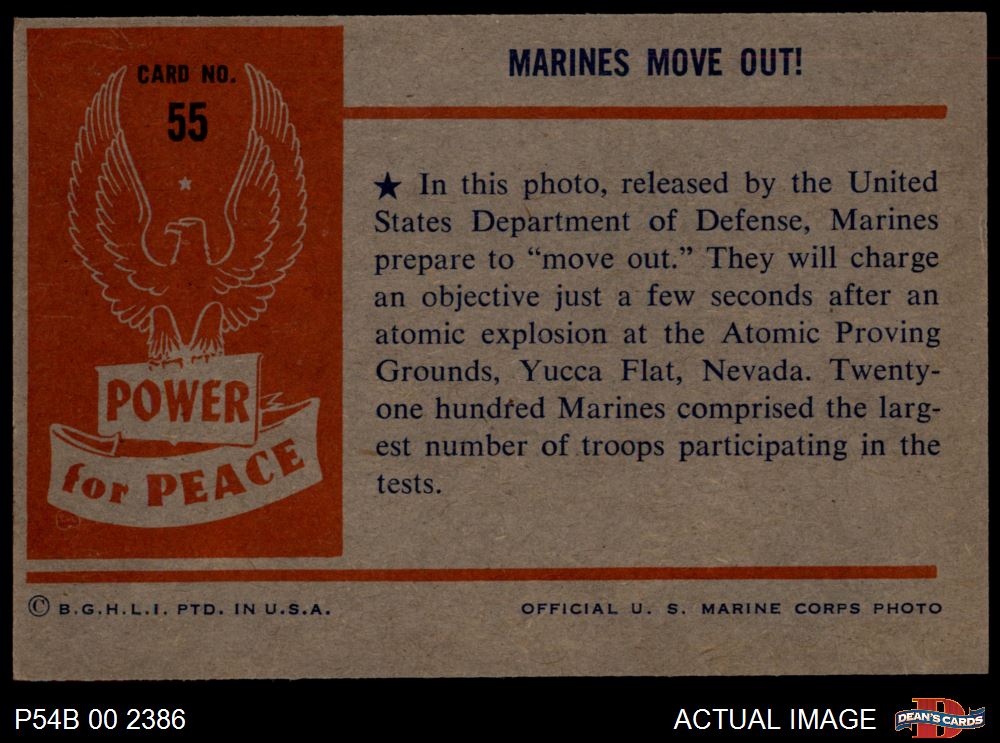 CARD NO.
55
POWER
for PEACE
MARINES MOVE OUT!
★ In this photo, released by the United
States Department of Defense, Marines
prepare to “move out.” They will charge
an objective just a few seconds after an
atomic explosion at the Atomic Proving
Grounds, Yucca Flat, Nevada. Twenty-
one hundred Marines comprised the larg-
est number of troops participating in the
tests.
© B.G.H.L.I. PTD. IN U.S.A.
OFFICIAL U. S. MARINE CORPS PHOTO
P54B 00 2386
ACTUAL IMAGE
D
DEAN'S CARDS